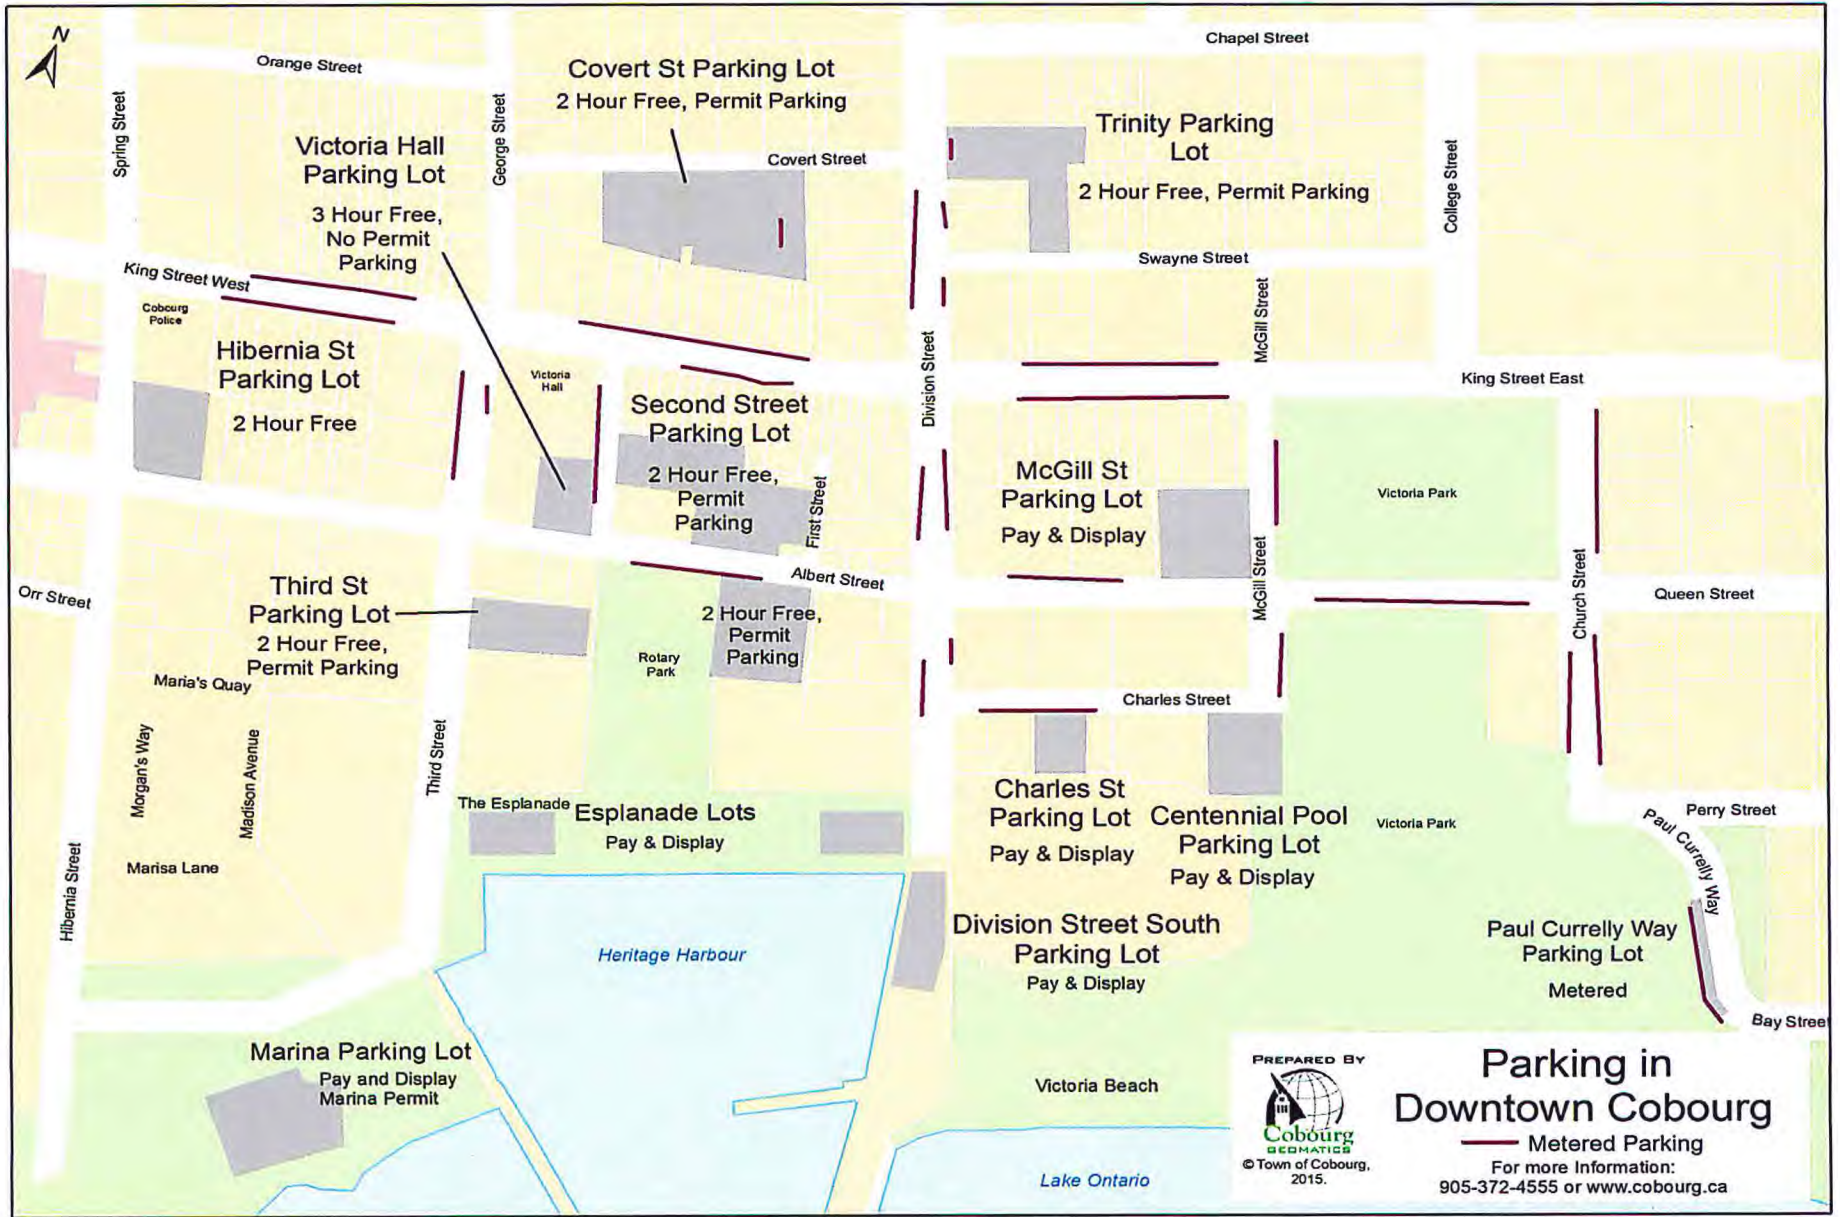 N
Orange Street
Chapel Street
Covert St Parking Lot
2 Hour Free, Permit Parking
Spring Street
George Street
Victoria Hall
Parking Lot
3 Hour Free,
No Permit
Parking
Covert Street
Trinity Parking
Lot
2 Hour Free, Permit Parking
College Street
Swayne Street
King Street West
Cobourg
Police
McGill Street
Hibernia St
Parking Lot
2 Hour Free
Victoria
Hall
Division Street
King Street East
Second Street
Parking Lot
2 Hour Free,
Permit
Parking
First Street
McGill St
Parking Lot
Pay & Display
Victoria Park
McGill Street
Church Street
Orr Street
Third St
Parking Lot
2 Hour Free,
Permit Parking
Albert Street
2 Hour Free,
Permit
Parking
Queen Street
Rotary
Park
Maria's Quay
Charles Street
Morgan's Way
Madison Avenue
Third Street
The Esplanade
Esplanade Lots
Pay & Display
Charles St
Parking Lot
Pay & Display
Centennial Pool
Parking Lot
Pay & Display
Victoria Park
Perry Street
Paul Currelly Way
Marisa Lane
Hibernia Street
Heritage Harbour
Division Street South
Parking Lot
Pay & Display
Paul Currelly Way
Parking Lot
Metered
Bay Street
Marina Parking Lot
Pay and Display
Marina Permit
Victoria Beach
Lake Ontario
PREPARED BY
Cobourg
GEOMATICS
© Town of Cobourg,
2015.
Parking in
Downtown Cobourg
Metered Parking
For more Information:
905-372-4555 or www.cobourg.ca